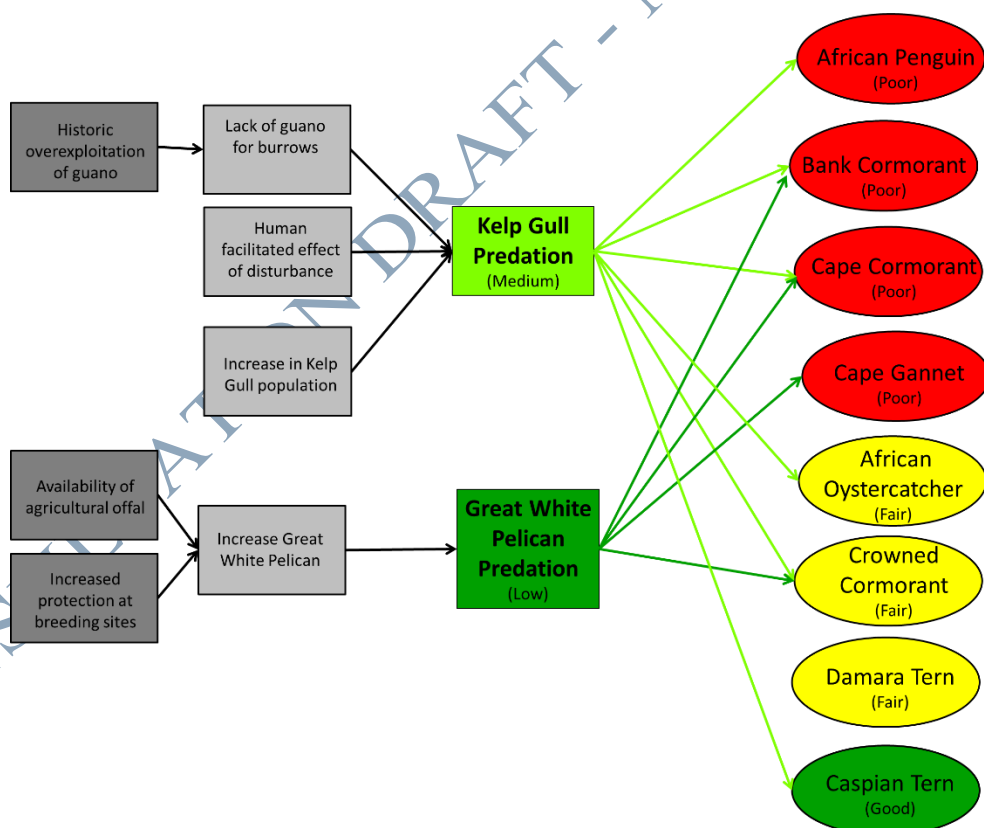 Historic
overexploitation
of guano
Lack of guano
for burrows
Human
facilitated effect
of disturbance
Increase in Kelp
Gull population
Availability of
agricultural offal
Increased
protection at
breeding sites
Increase Great
White Pelican
Kelp Gull
Predation
(Medium)
Great White
Pelican
Predation
(Low)
African Penguin
(Poor)
Bank Cormorant
(Poor)
Cape Cormorant
(Poor)
Cape Gannet
(Poor)
African
Oystercatcher
(Fair)
Crowned
Cormorant
(Fair)
Damara Tern
(Fair)
Caspian Tern
(Good)
DRAFT -